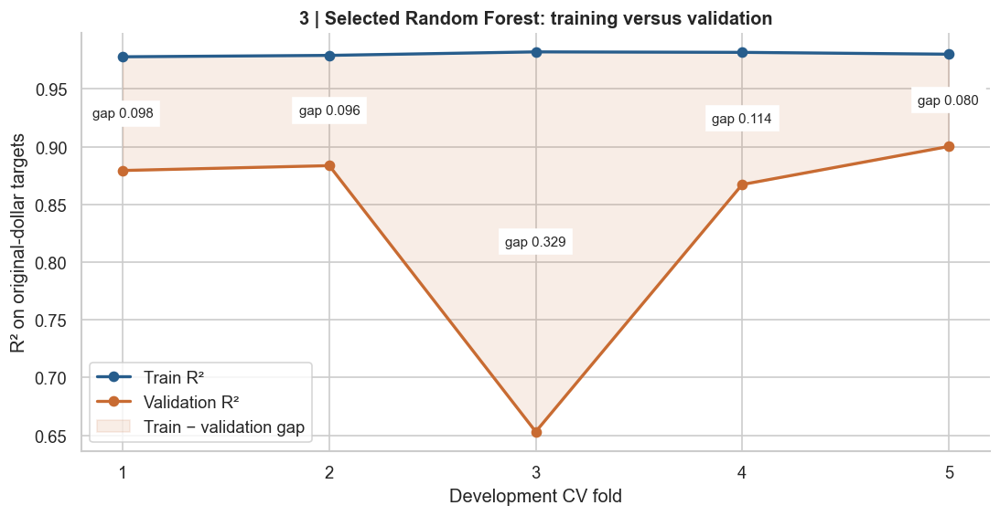 3 | Selected Random Forest: training versus validation
R² on original-dollar targets
0.95
0.90
0.85
0.80
0.75
0.70
0.65
gap 0.098
gap 0.096
gap 0.329
gap 0.114
gap 0.080
Train R²
Validation R²
Train − validation gap
1 2 3 4 5
Development CV fold